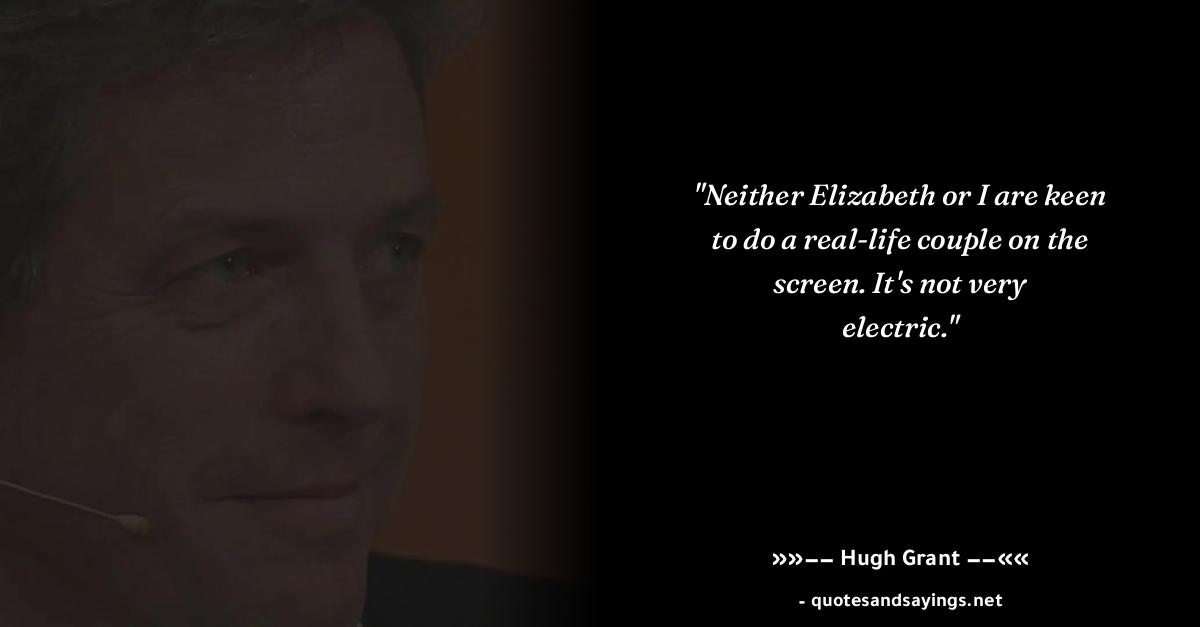 "Neither Elizabeth or I are keen
to do a real-life couple on the
screen. It's not very
electric."
»»–– Hugh Grant ––««
- quotesandsayings.net